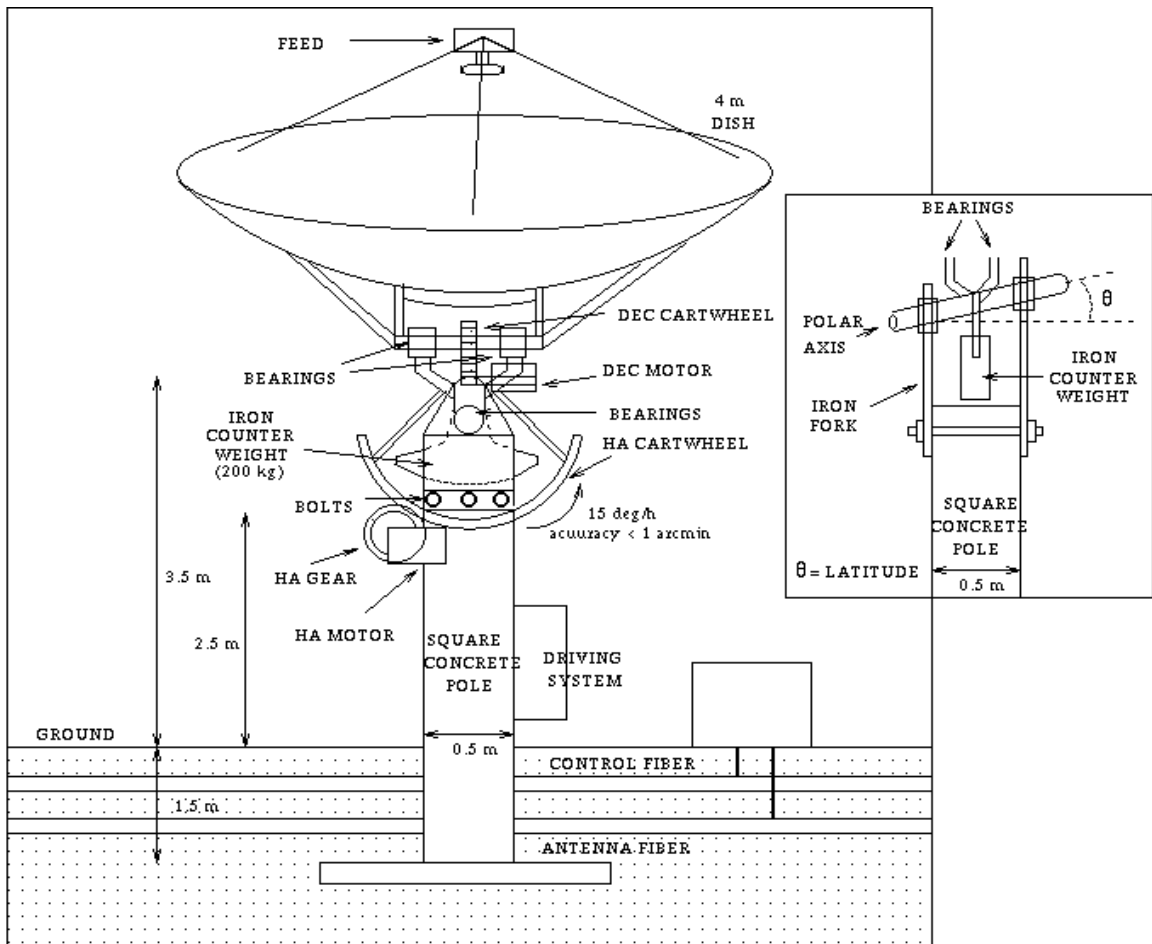 FEED
4 m
DISH
DEC CARTWHEEL
BEARINGS
DEC MOTOR
IRON
COUNTER
WEIGHT
(200 kg)
BEARINGS
HA CARTWHEEL
BOLTS
15 deg/h
acuuracy < 1 arcmin
HA GEAR
HA MOTOR
3.5 m
2.5 m
SQUARE
CONCRETE
POLE
DRIVING
SYSTEM
GROUND
0.5 m
CONTROL FIBER
1.5 m
ANTENNA FIBER
BEARINGS
θ
POLAR
AXIS
IRON
COUNTER
WEIGHT
IRON
FORK
SQUARE
CONCRETE
POLE
θ = LATITUDE
0.5 m